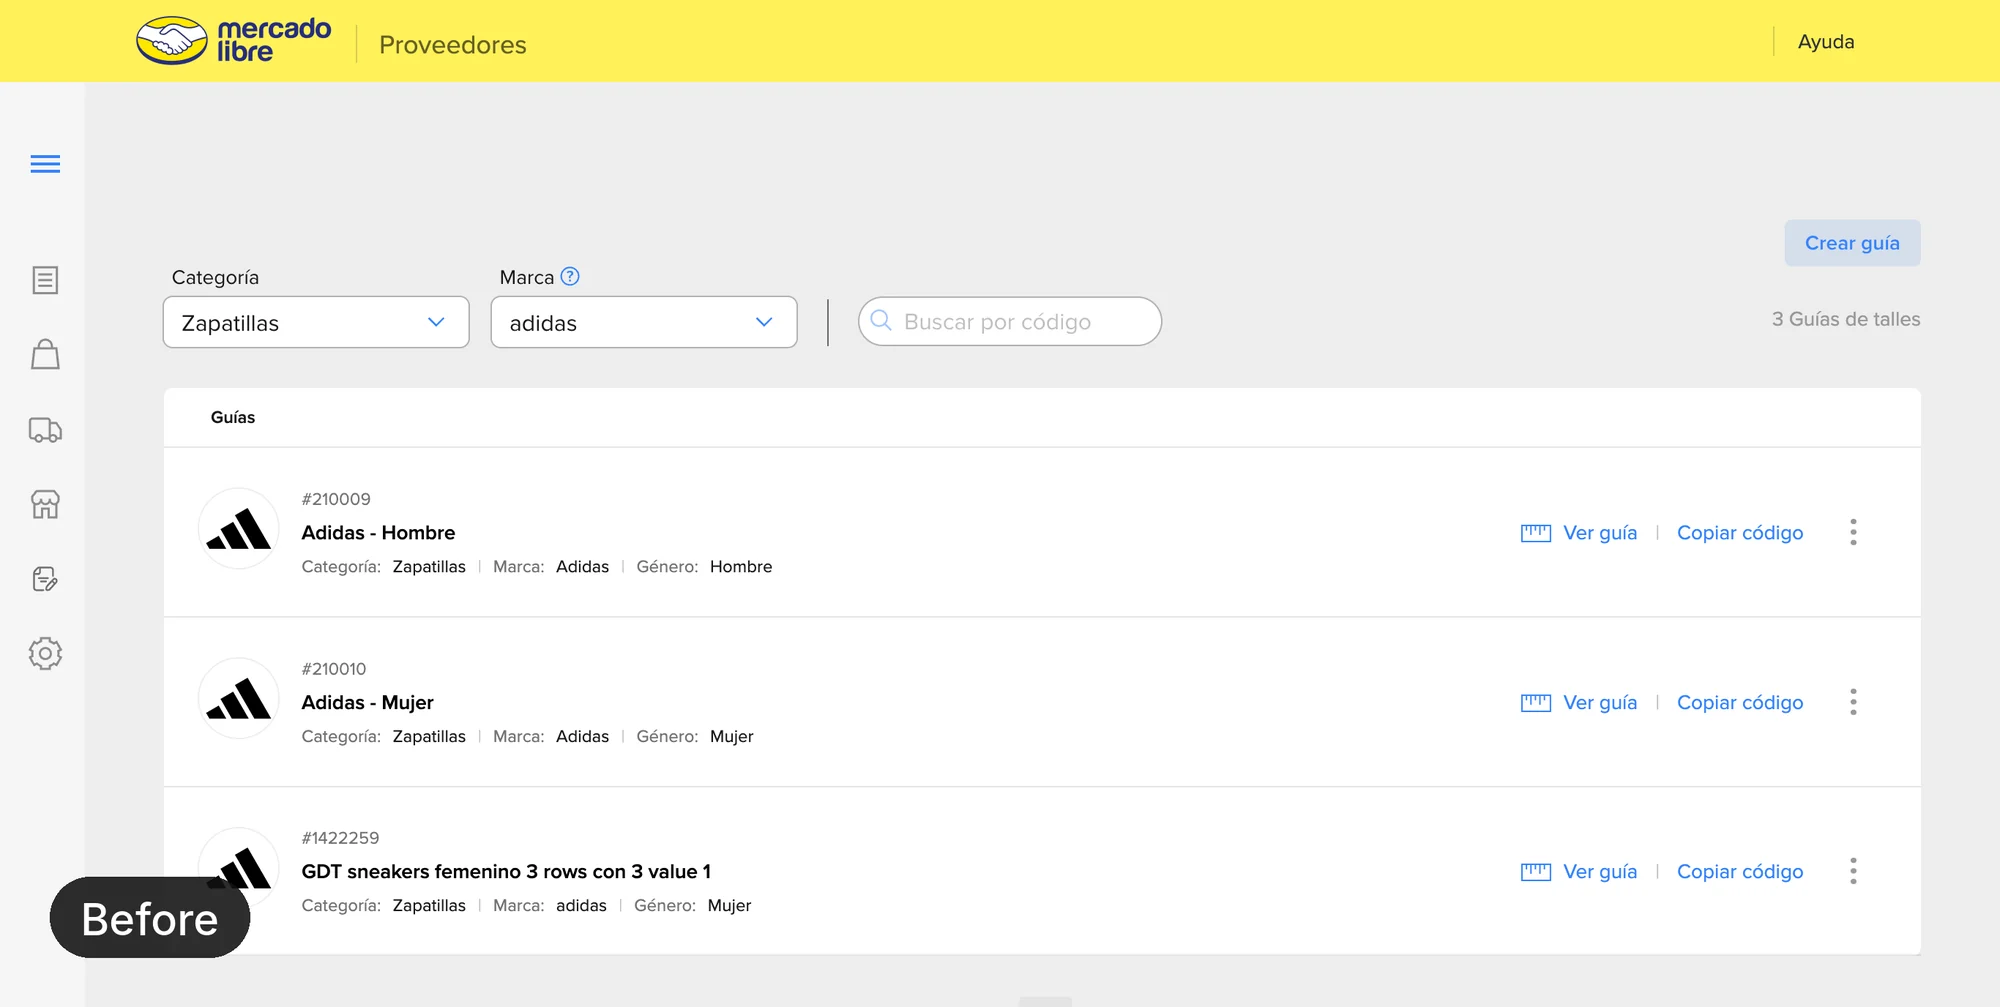 mercado
libre
Proveedores
Ayuda
Crear guía
Categoría
Marca ?
Zapatillas
adidas
Buscar por código
3 Guías de talles
Guías
#210009
Adidas - Hombre
Categoría: Zapatillas | Marca: Adidas | Género: Hombre
Ver guía | Copiar código
#210010
Adidas - Mujer
Categoría: Zapatillas | Marca: Adidas | Género: Mujer
Ver guía | Copiar código
#1422259
GDT sneakers femenino 3 rows con 3 value 1
Categoría: Zapatillas | Marca: adidas | Género: Mujer
Ver guía | Copiar código
Before